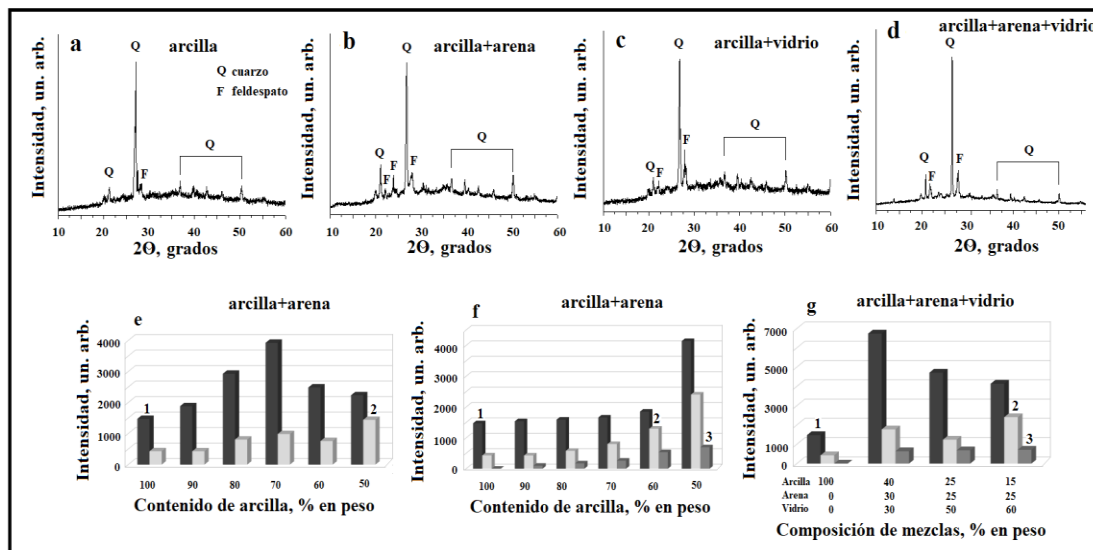 a
arcilla
Q
Q cuarzo
F feldespato
Q
F
Q
Intensidad, un. arb.
10 20 30 40 50 60
2Θ, grados
b
arcilla+arena
Q
Q
F
F
F
Q
Intensidad, un. arb.
10 20 30 40 50 60
2Θ, grados
c
arcilla+vidrio
Q
Q
F
F
Q
Intensidad, un. arb.
10 20 30 40 50 60
2Θ, grados
d
arcilla+arena+vidrio
Q
Q
F
F
Q
Intensidad, un. arb.
10 20 30 40 50
2Θ, grados
arcilla+arena
e
Intensidad, un. arb.
4000
3000
2000
1000
0
1
2
100 90 80 70 60 50
Contenido de arcilla, % en peso
arcilla+arena
f
Intensidad, un. arb.
4000
3000
2000
1000
0
1
2
3
100 90 80 70 60 50
Contenido de arcilla, % en peso
arcilla+arena+vidrio
g
Intensidad, un. arb.
7000
5000
3000
1000
0
1
2
3
Arcilla 100 40 25 15
Arena 0 30 25 25
Vidrio 0 30 50 60
Composición de mezclas, % en peso